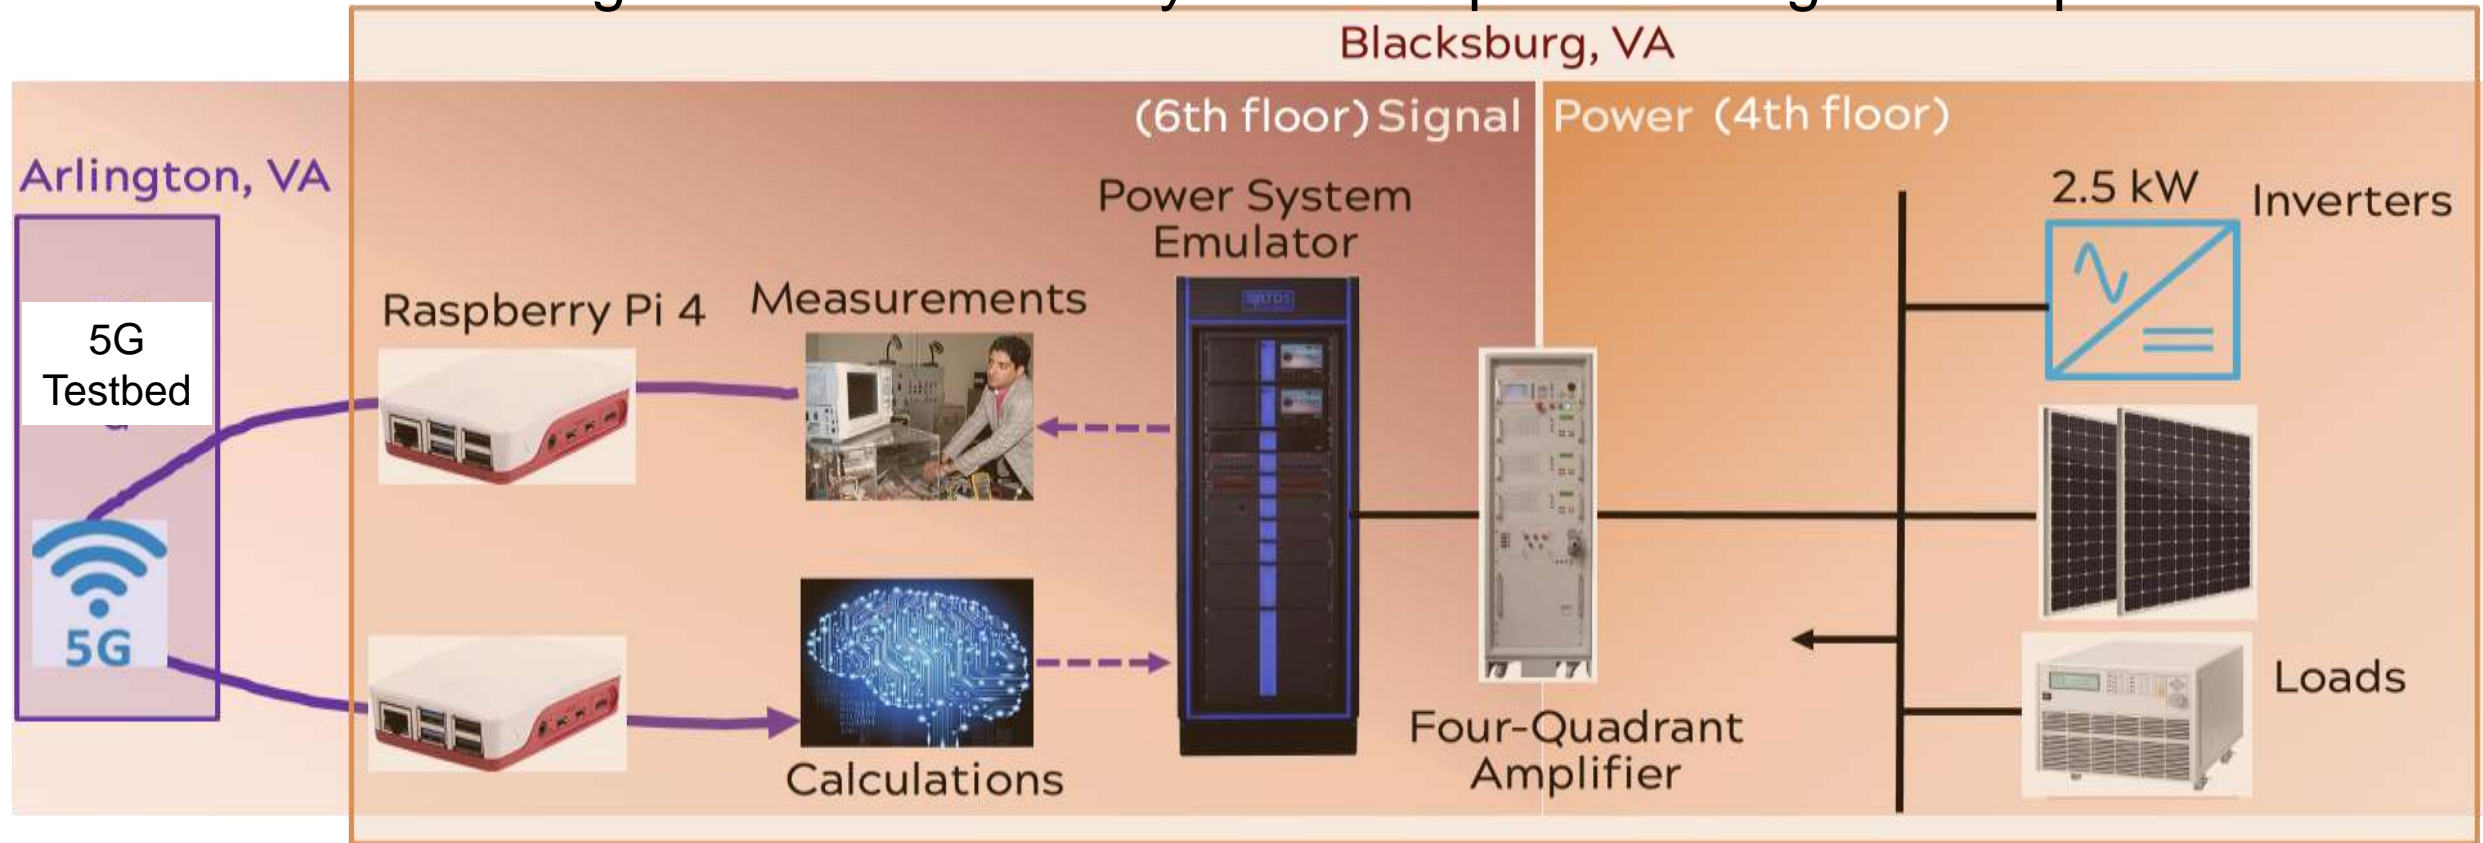 Blacksburg, VA
(6th floor) Signal
Power (4th floor)
Arlington, VA
5G
Testbed
5G
Raspberry Pi 4
Measurements
Calculations
Power System
Emulator
RTDS
Four-Quadrant
Amplifier
2.5 kW
Inverters
Loads